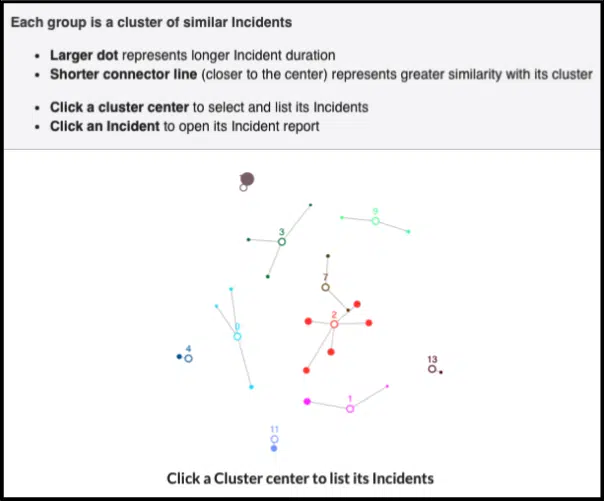 Each group is a cluster of similar Incidents
Larger dot represents longer Incident duration
Shorter connector line (closer to the center) represents greater similarity with its cluster
Click a cluster center to select and list its Incidents
Click an Incident to open its Incident report
9
3
7
2
4
13
1
11
Click a Cluster center to list its Incidents